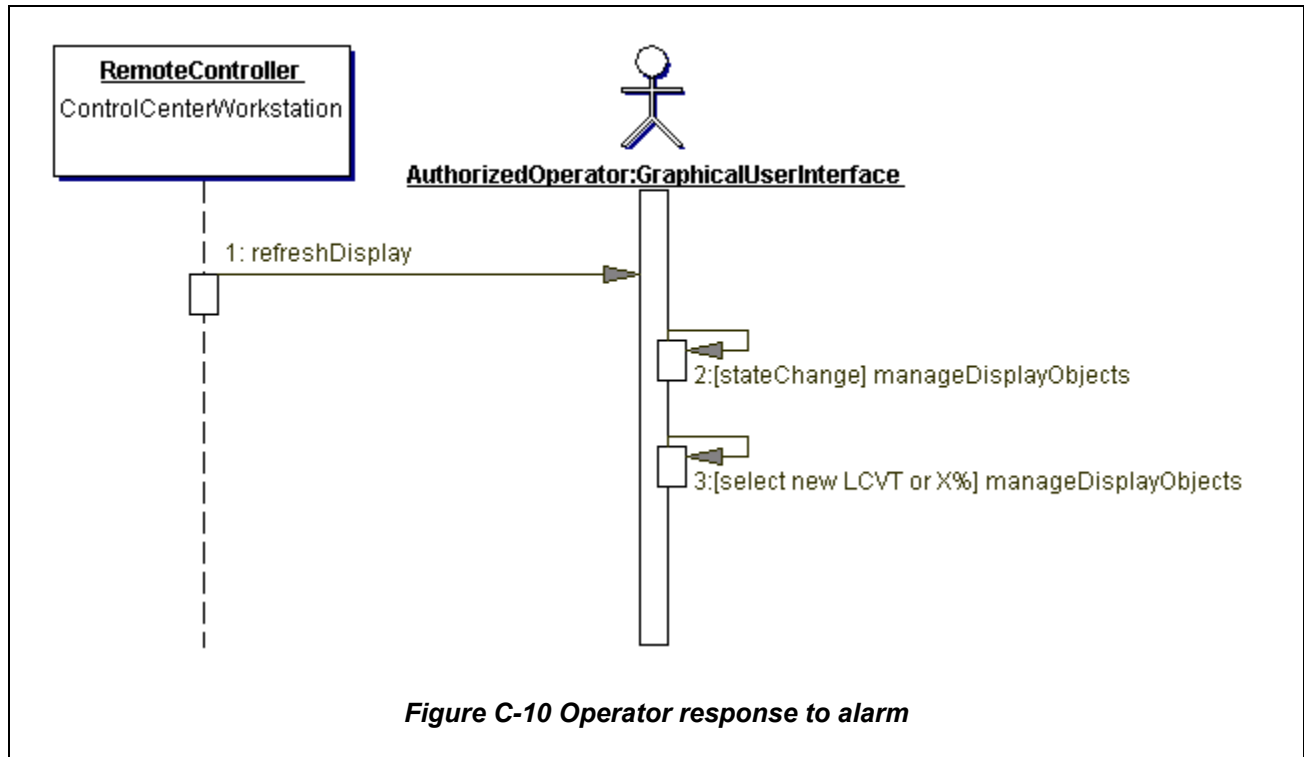 RemoteController
ControlCenterWorkstation
AuthorizedOperator:GraphicalUserInterface
1: refreshDisplay
2:[stateChange] manageDisplayObjects
3:[select new LCVT or X%] manageDisplayObjects
Figure C-10 Operator response to alarm